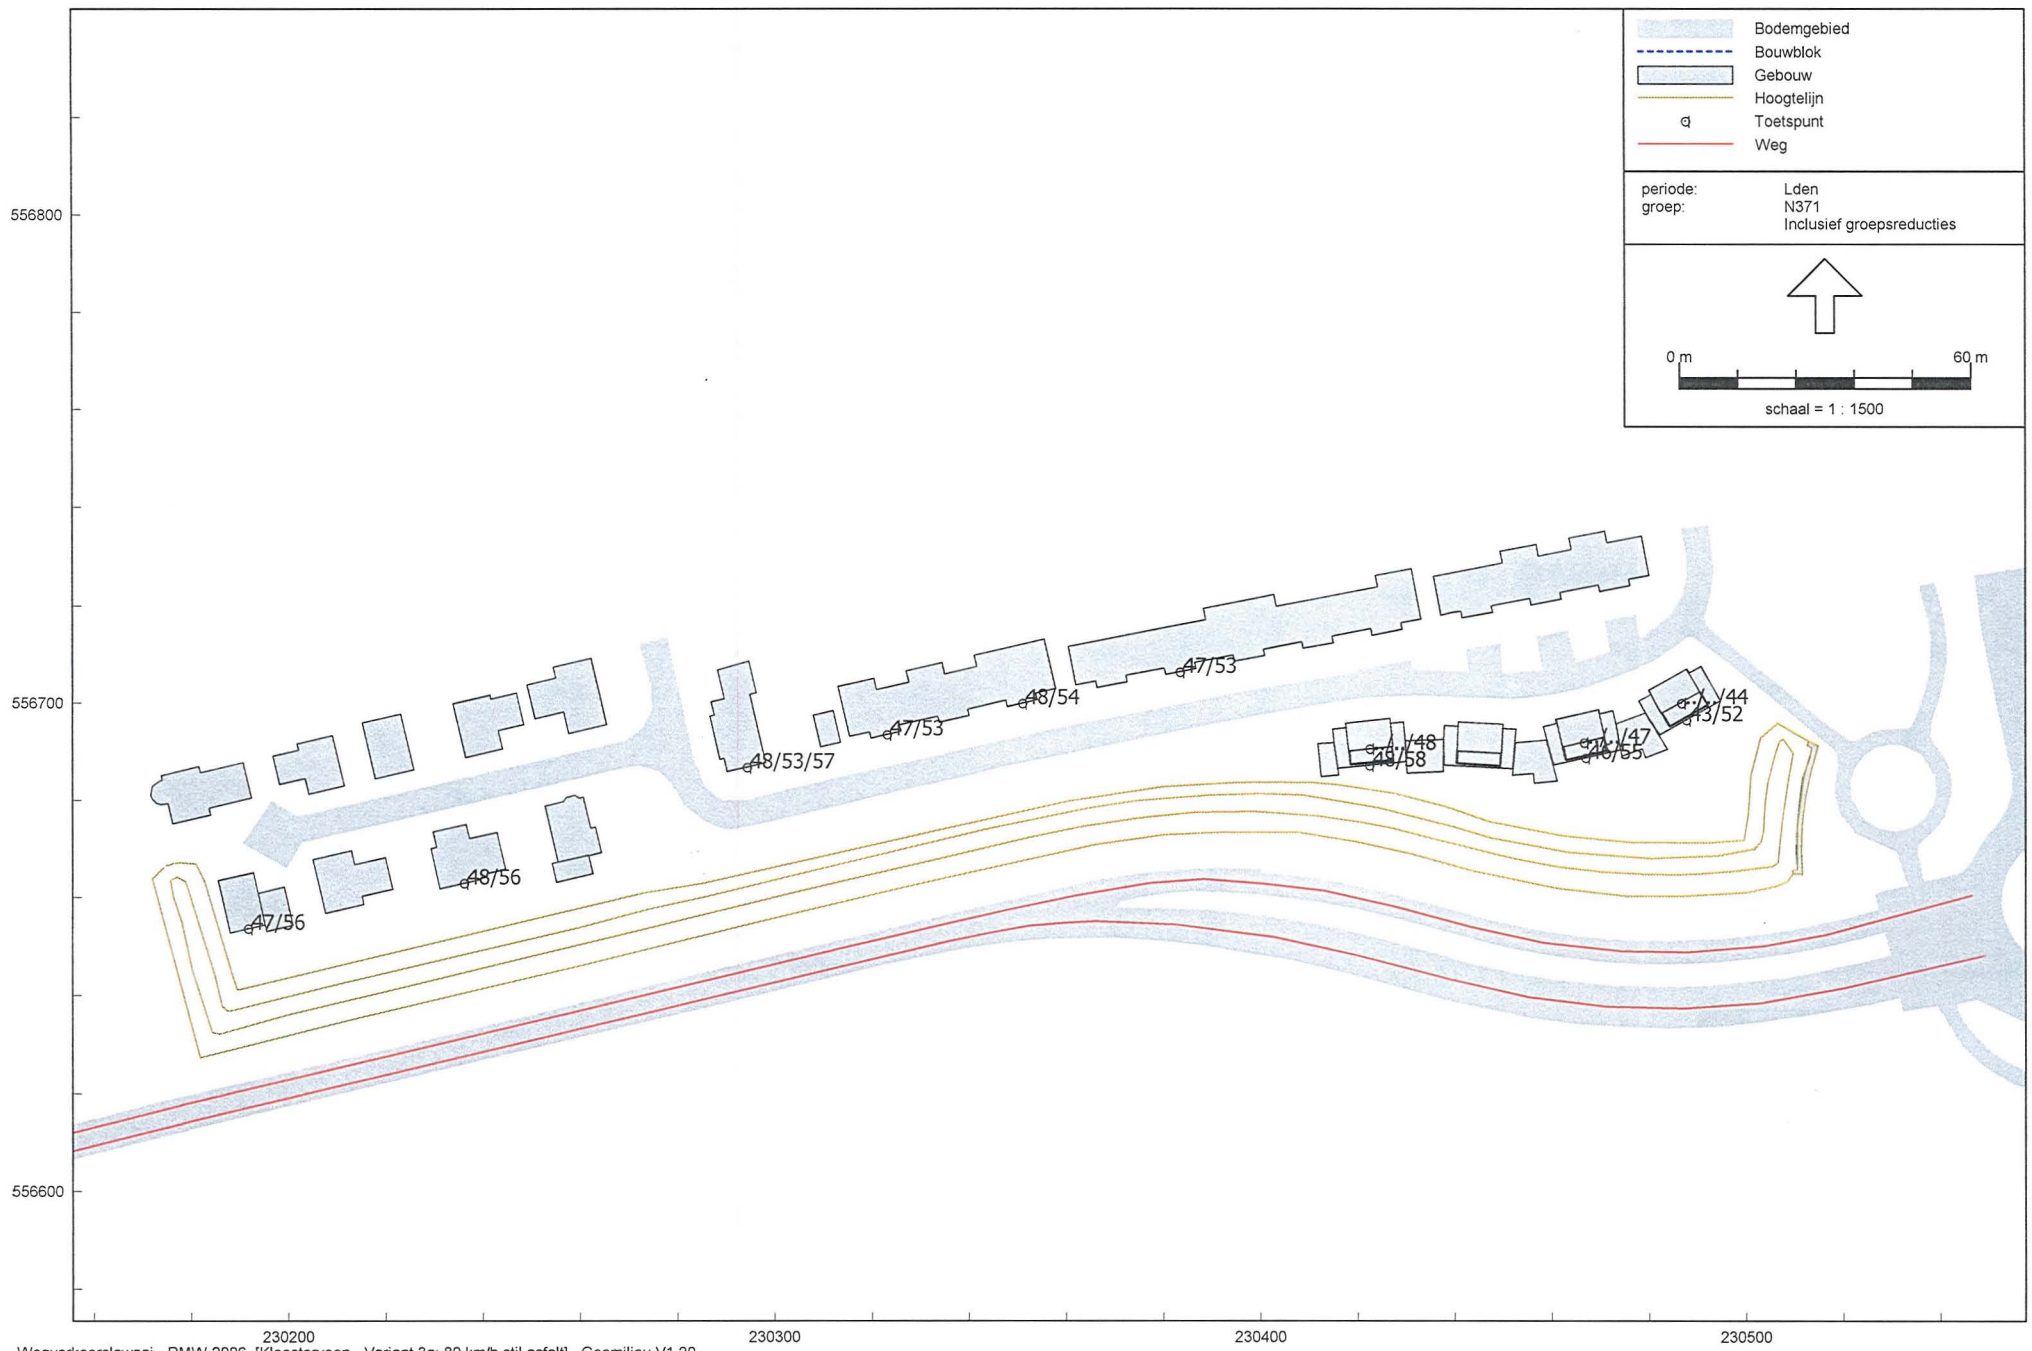 Bodemgebied
Bouwblok
Gebouw
Hoogtelijn
Toetspunt
Weg
periode: Lden
groep: N371
Inclusief groepsreducties
0 m 60 m
schaal = 1 : 1500
556800
556700
556600
47/53
48/54
47/53
48/53/57
--/--/44
43/52
--/--/48
48/58
--/--/47
46/55
48/56
47/56
230200 230300 230400 230500